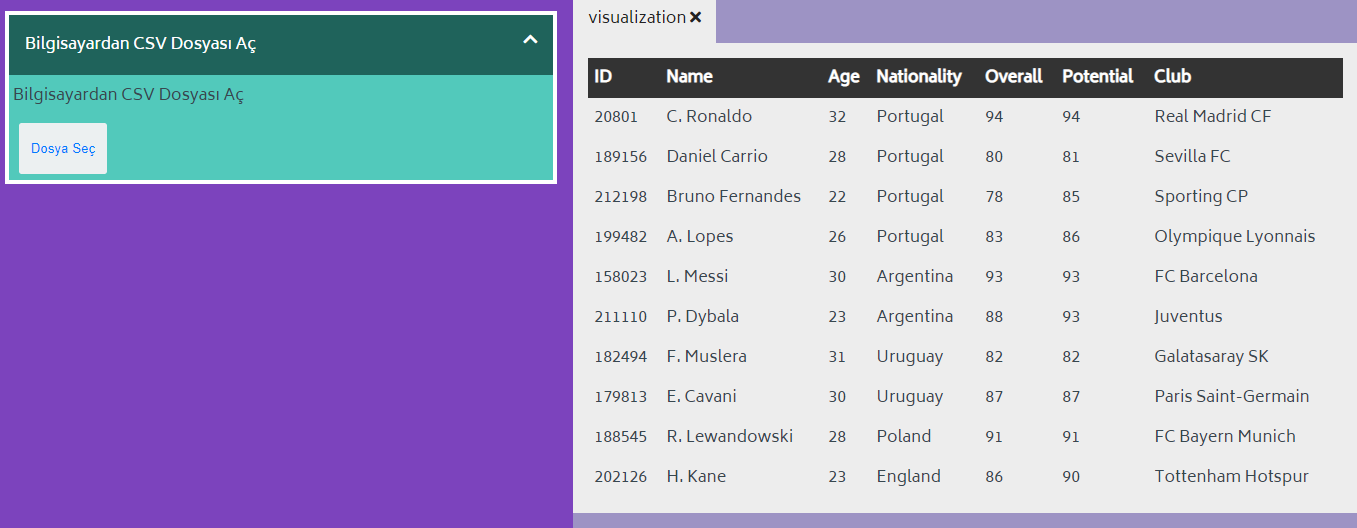 Bilgisayardan CSV Dosyası Aç
Bilgisayardan CSV Dosyası Aç
Dosya Seç
visualization ×
ID Name Age Nationality Overall Potential Club
20801 C. Ronaldo 32 Portugal 94 94 Real Madrid CF
189156 Daniel Carrio 28 Portugal 80 81 Sevilla FC
212198 Bruno Fernandes 22 Portugal 78 85 Sporting CP
199482 A. Lopes 26 Portugal 83 86 Olympique Lyonnais
158023 L. Messi 30 Argentina 93 93 FC Barcelona
211110 P. Dybala 23 Argentina 88 93 Juventus
182494 F. Muslera 31 Uruguay 82 82 Galatasaray SK
179813 E. Cavani 30 Uruguay 87 87 Paris Saint-Germain
188545 R. Lewandowski 28 Poland 91 91 FC Bayern Munich
202126 H. Kane 23 England 86 90 Tottenham Hotspur